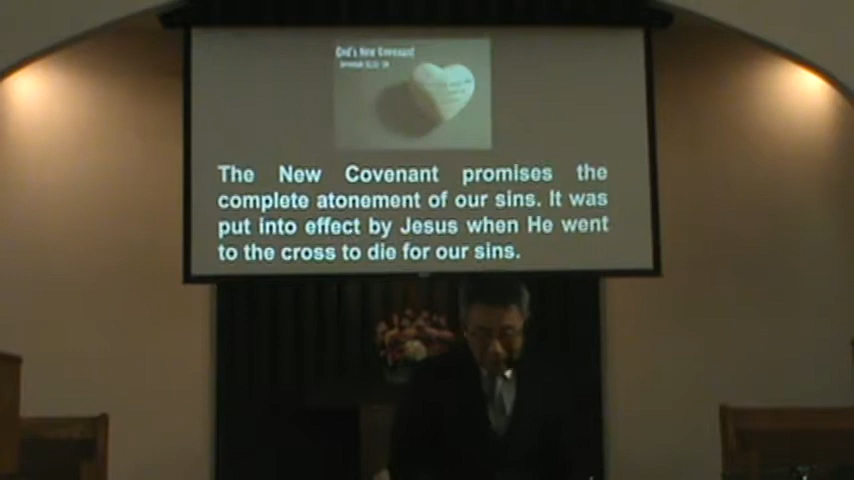 God's New Covenant
The New Covenant promises the
complete atonement of our sins. It was
put into effect by Jesus when He went
to the cross to die for our sins.